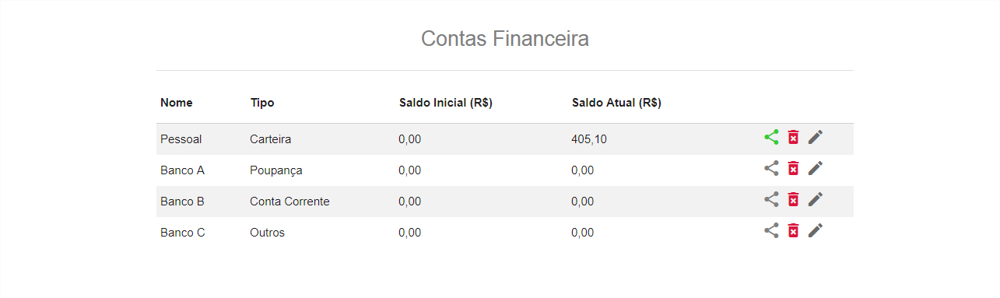 Contas Financeira
Nome Tipo Saldo Inicial (R$) Saldo Atual (R$)
Pessoal Carteira 0,00 405,10
Banco A Poupança 0,00 0,00
Banco B Conta Corrente 0,00 0,00
Banco C Outros 0,00 0,00